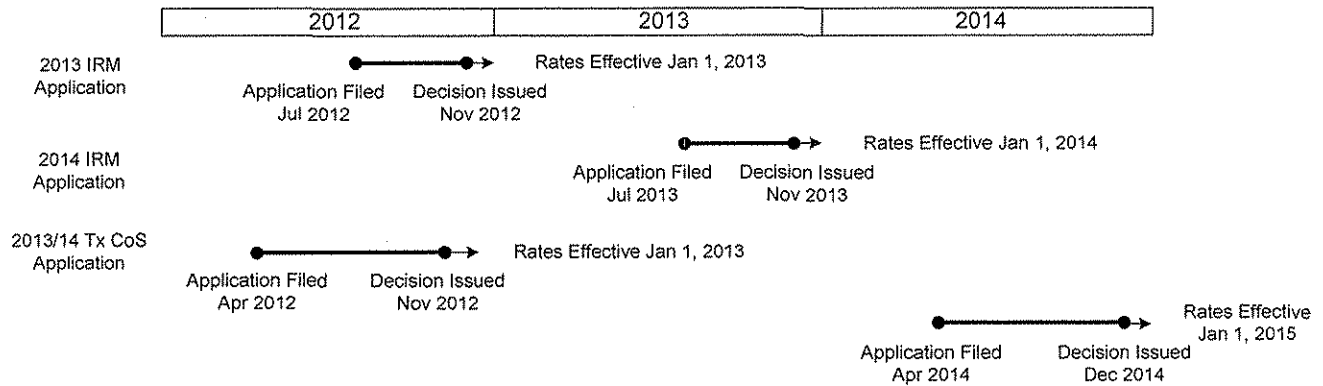 2012 2013 2014
2013 IRM
Application
Rates Effective Jan 1, 2013
Application Filed
Jul 2012
Decision Issued
Nov 2012
2014 IRM
Application
Rates Effective Jan 1, 2014
Application Filed
Jul 2013
Decision Issued
Nov 2013
2013/14 Tx CoS
Application
Rates Effective Jan 1, 2013
Application Filed
Apr 2012
Decision Issued
Nov 2012
Rates Effective
Jan 1, 2015
Application Filed
Apr 2014
Decision Issued
Dec 2014